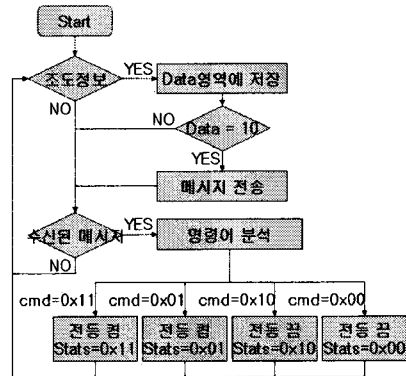 Start
조도정보
YES
Data영역에 저장
NO
NO
Data = 10
YES
메시지 전송
수신된 메시지
YES
명령어 분석
NO
cmd=0x11 cmd=0x01 cmd=0x10 cmd=0x00
전등 켬 전등 켬 전등 끔 전등 끔
Stats=0x11 Stats=0x01 Stats=0x10 Stats=0x00